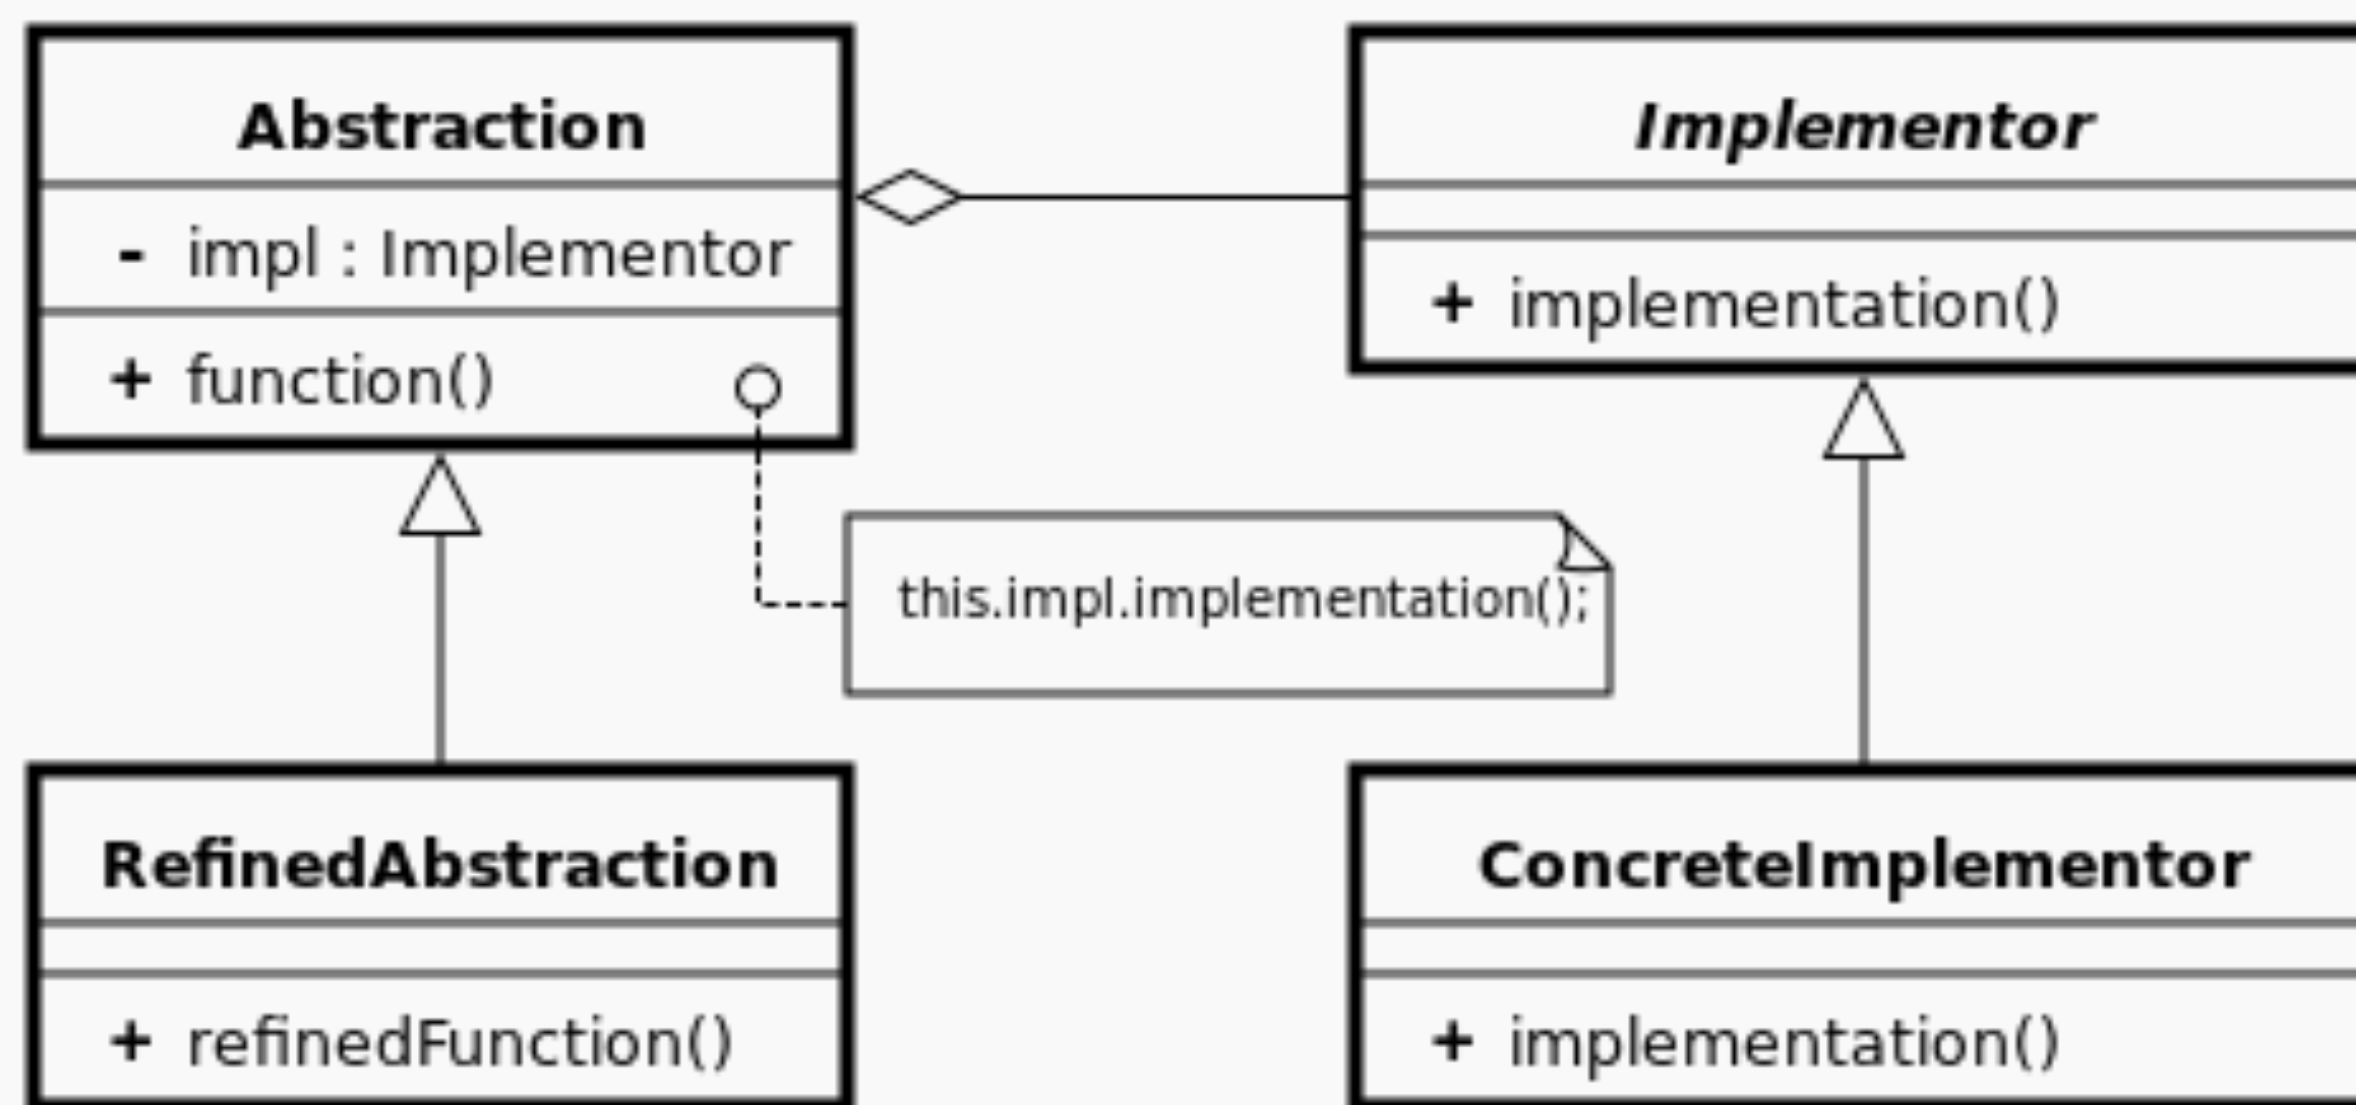 Abstraction
- impl : Implementor
+ function()
Implementor
+ implementation()
this.impl.implementation();
RefinedAbstraction
+ refinedFunction()
ConcreteImplementor
+ implementation()